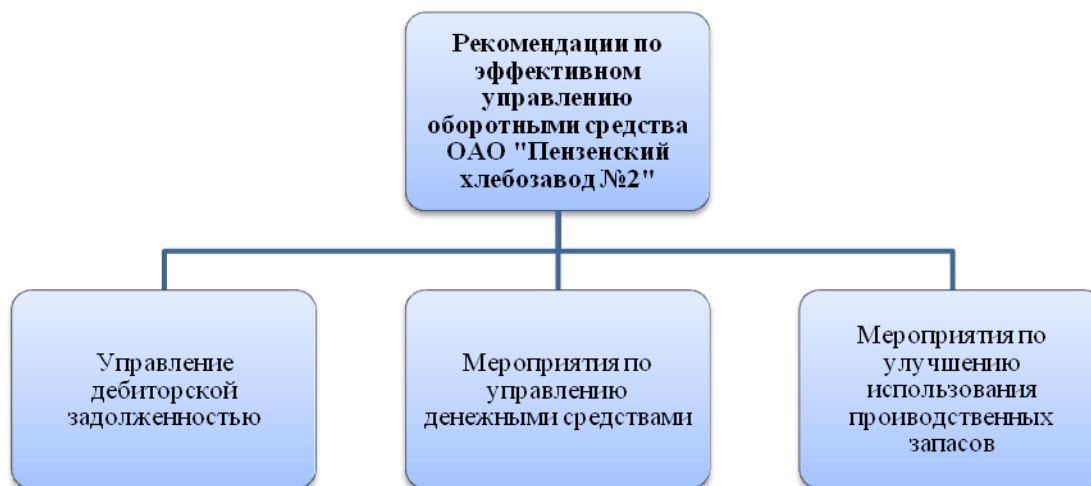 Рекомендации по
эффективном
управлению
оборотными средства
ОАО "Пензенский
хлебозавод №2"
Управление
дебиторской
задолженностью
Мероприятия по
управлению
денежными средствами
Мероприятия по
улучшению
использования
проиводственных
запасов